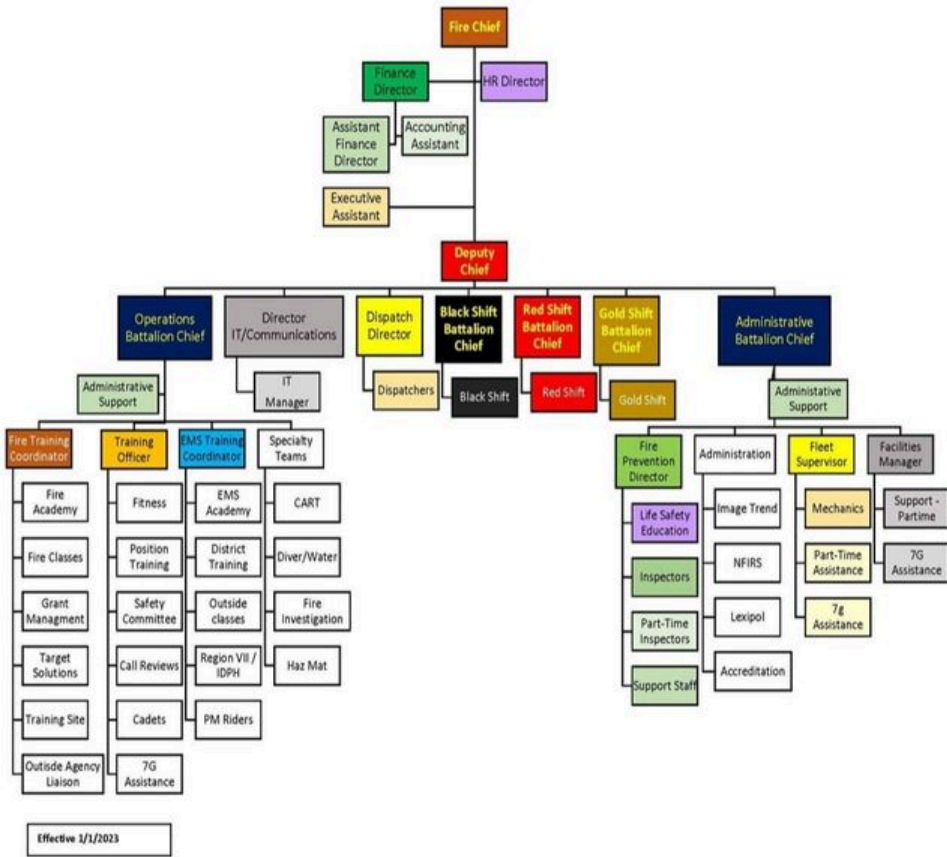 Fire Chief
Finance
Director
HR Director
Assistant
Finance
Director
Accounting
Assistant
Executive
Assistant
Deputy
Chief
Operations
Battalion Chief
Director
IT/Communications
Dispatch
Director
Black Shift
Battalion
Chief
Red Shift
Battalion
Chief
Gold Shift
Battalion
Chief
Administrative
Battalion Chief
Administrative
Support
IT
Manager
Dispatchers
Black Shift
Red Shift
Gold Shift
Administative
Support
Fire Training
Coordinator
Training
Officer
EMS Training
Coordinator
Specialty
Teams
Fire
Prevention
Director
Administration
Fleet
Supervisor
Facilities
Manager
Fire
Academy
Fitness
EMS
Academy
CART
Life Safety
Education
Image Trend
Mechanics
Support -
Partime
Fire Classes
Position
Training
District
Training
Diver/Water
Inspectors
NFIRS
Part-Time
Assistance
7G
Assistance
Grant
Managment
Safety
Committee
Outside
classes
Fire
Investigation
Part-Time
Inspectors
Lexipol
7g
Assistance
Target
Solutions
Call Reviews
Region VII /
IDPH
Haz Mat
Support Staff
Accreditation
Training Site
Cadets
PM Riders
Outisde Agency
Liaison
7G
Assistance
Effective 1/1/2023